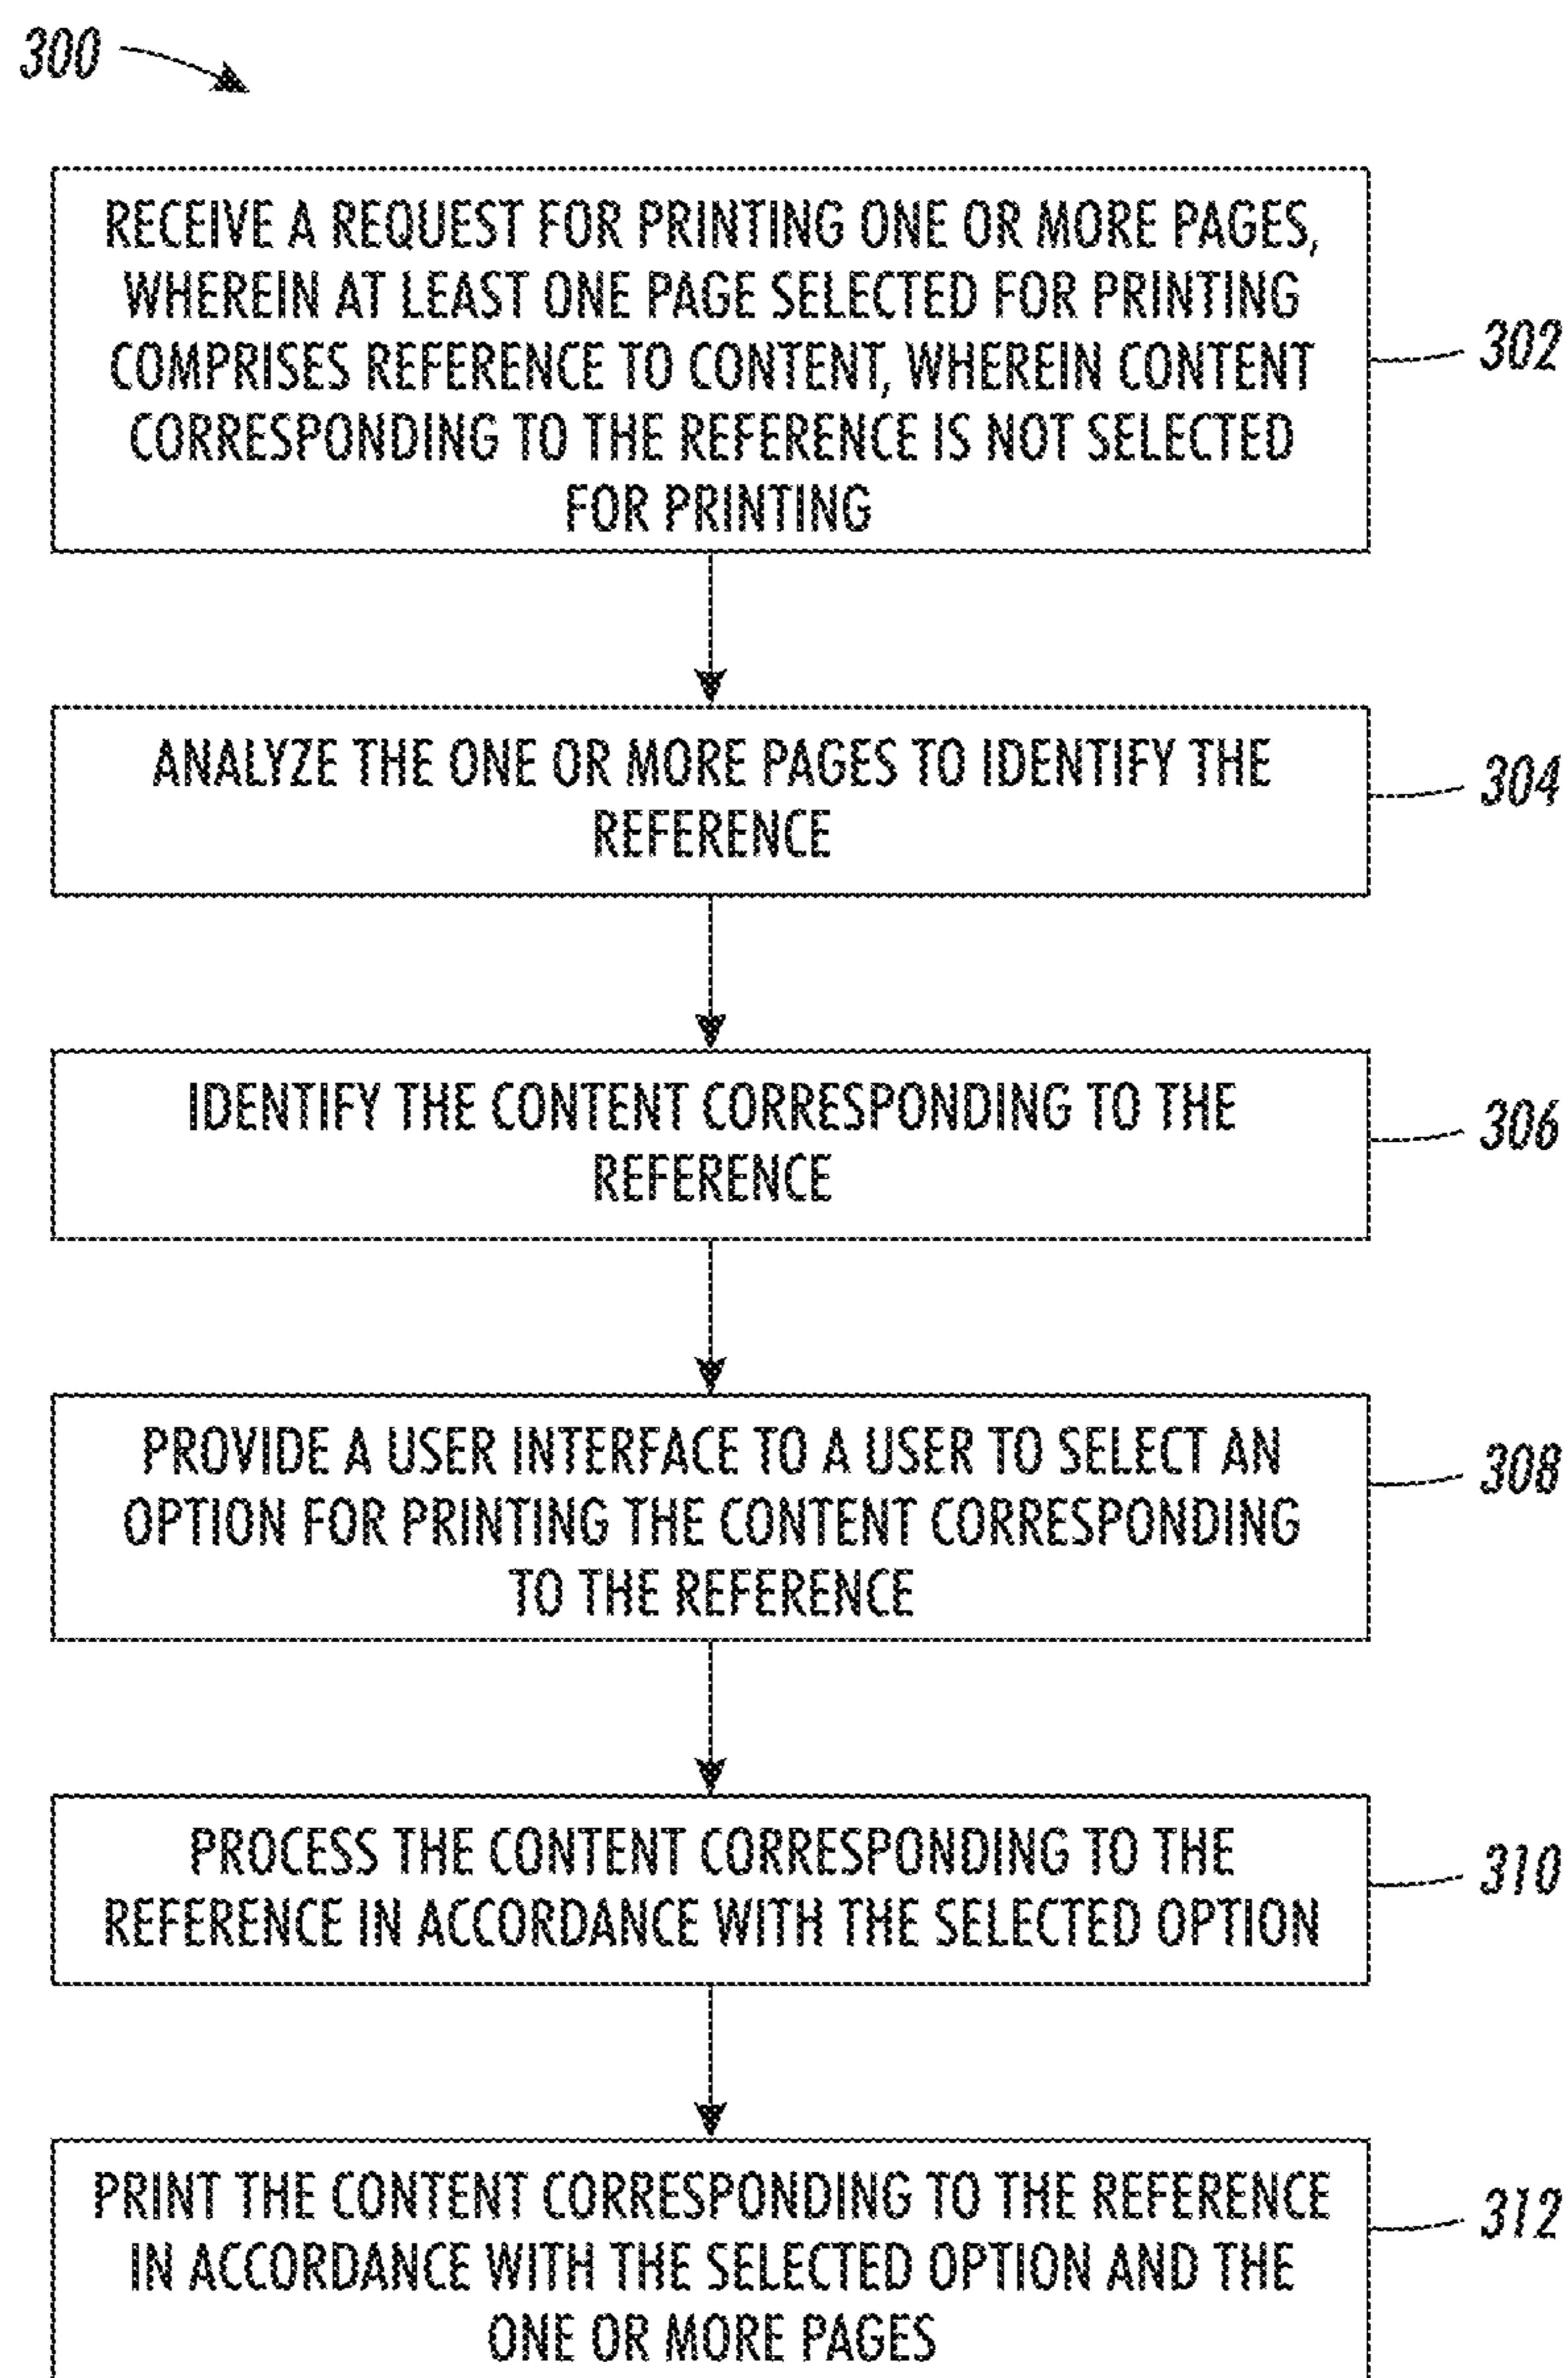 300
RECEIVE A REQUEST FOR PRINTING ONE OR MORE PAGES,
WHEREIN AT LEAST ONE PAGE SELECTED FOR PRINTING
COMPRISES REFERENCE TO CONTENT, WHEREIN CONTENT
CORRESPONDING TO THE REFERENCE IS NOT SELECTED
FOR PRINTING
302
ANALYZE THE ONE OR MORE PAGES TO IDENTIFY THE
REFERENCE
304
IDENTIFY THE CONTENT CORRESPONDING TO THE
REFERENCE
306
PROVIDE A USER INTERFACE TO A USER TO SELECT AN
OPTION FOR PRINTING THE CONTENT CORRESPONDING
TO THE REFERENCE
308
PROCESS THE CONTENT CORRESPONDING TO THE
REFERENCE IN ACCORDANCE WITH THE SELECTED OPTION
310
PRINT THE CONTENT CORRESPONDING TO THE REFERENCE
IN ACCORDANCE WITH THE SELECTED OPTION AND THE
ONE OR MORE PAGES
312